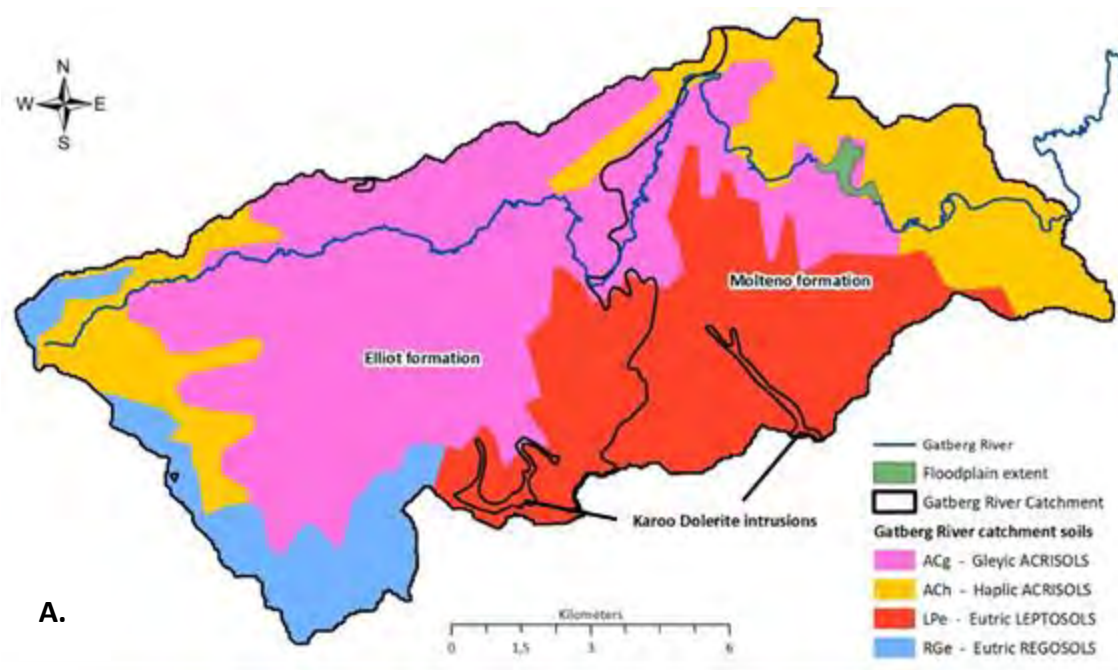 N
W E
S
Molteno formation
Elliot formation
Karoo Dolerite intrusions
Gatberg River
Floodplain extent
Gatberg River Catchment
Gatberg River catchment soils
ACg - Gleyic ACRISOLS
ACh - Haplic ACRISOLS
LPe - Eutric LEPTOSOLS
RGe - Eutric REGOSOLS
A.
Kilometers
0 1,5 3 6